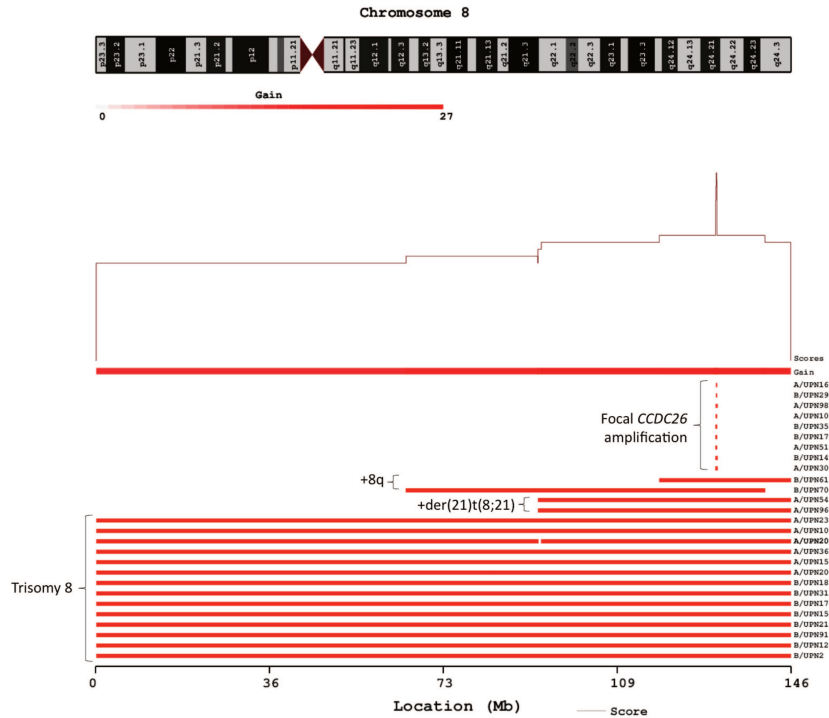 Chromosome 8
p23.3 p23.2 p23.1 p22 p21.3 p21.2 p12 p11.21 q11.21 q11.23 q12.1 q12.3 q13.2 q13.3 q21.11 q21.13 q21.2 q21.3 q22.1 q22.2 q22.3 q23.1 q23.3 q24.12 q24.13 q24.21 q24.22 q24.23 q24.3
Gain
0 27
Scores
Gain
A/UPN16
B/UPN29
A/UPN98
A/UPN10
B/UPN35
B/UPN17
A/UPN51
B/UPN14
A/UPN30
Focal CCDC26
amplification
B/UPN61
+8q
B/UPN70
A/UPN54
+der(21)t(8;21)
A/UPN96
A/UPN23
A/UPN10
A/UPN20
A/UPN36
A/UPN15
A/UPN20
B/UPN18
Trisomy 8
B/UPN31
B/UPN17
B/UPN15
B/UPN21
B/UPN91
B/UPN12
B/UPN2
0 36 73 109 146
Location (Mb)
Score